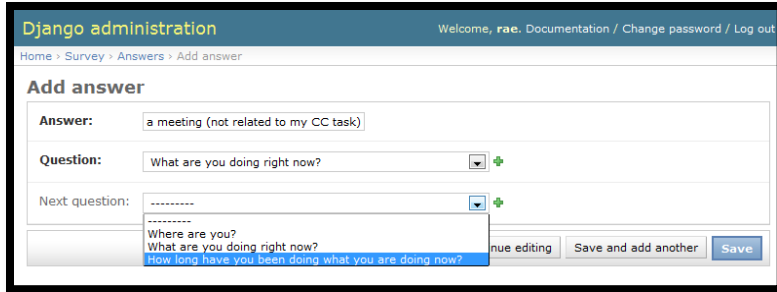 Django administration Welcome, rae. Documentation / Change password / Log out
Home › Survey › Answers › Add answer
Add answer
Answer: a meeting (not related to my CC task)
Question: What are you doing right now?
Next question: ---------
---------
Where are you?
What are you doing right now?
How long have you been doing what you are doing now?
nue editing Save and add another Save